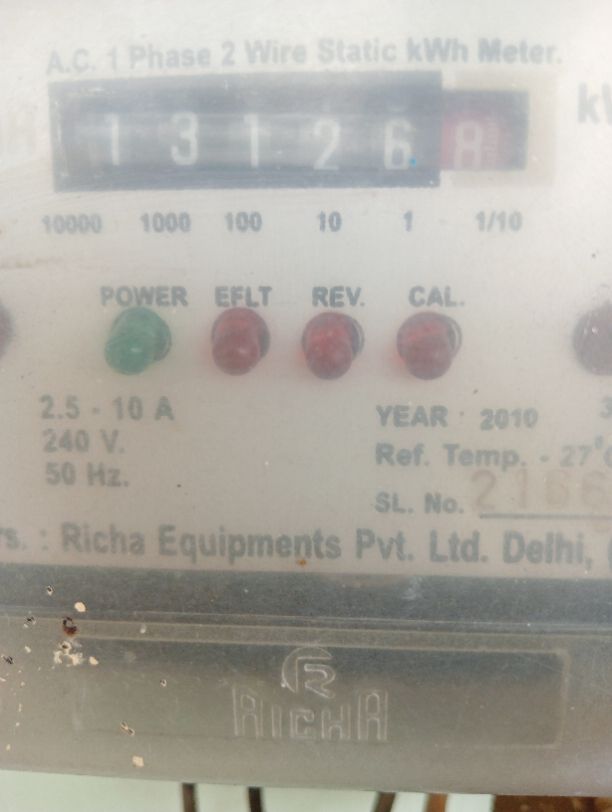 A.C. 1 Phase 2 Wire Static kWh Meter.
1 3 1 2 6 8
10000 1000 100 10 1 1/10
POWER EFLT REV. CAL.
2.5 - 10 A
240 V.
50 Hz.
YEAR : 2010
Ref. Temp. - 27°
SL. No. 2166
: Richa Equipments Pvt. Ltd. Delhi,
RICHA